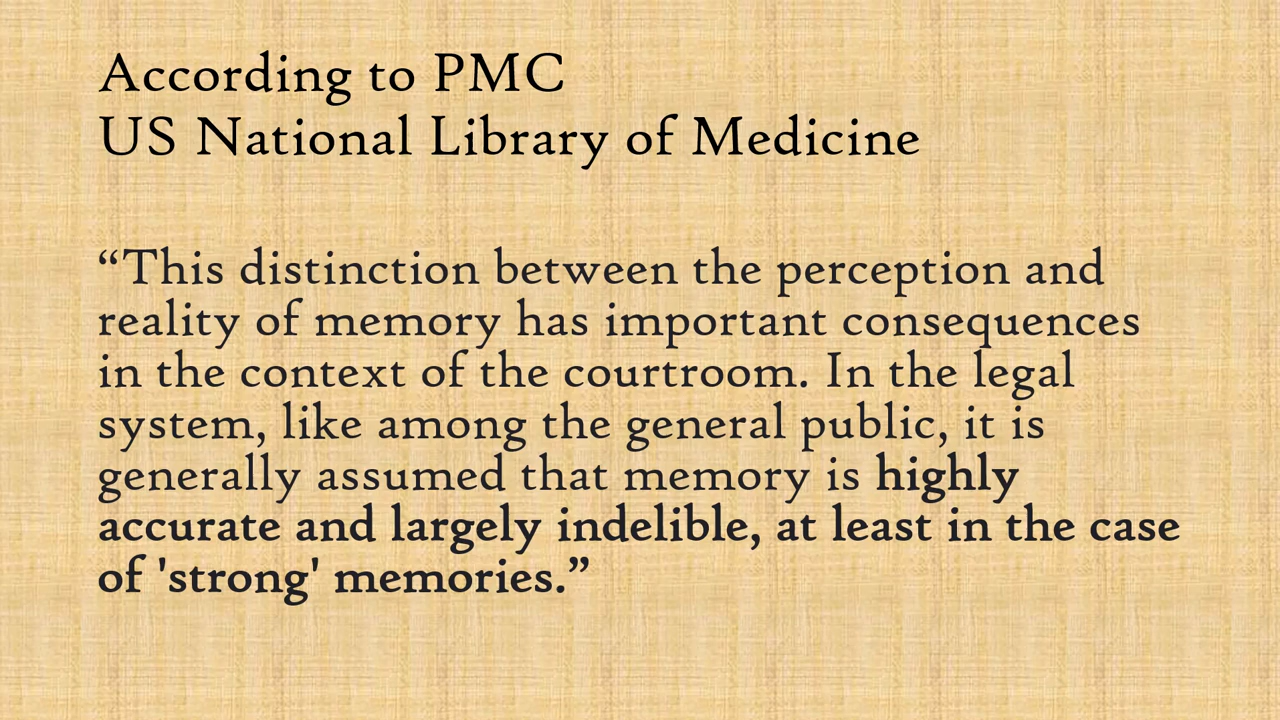 According to PMC
US National Library of Medicine
“This distinction between the perception and
reality of memory has important consequences
in the context of the courtroom. In the legal
system, like among the general public, it is
generally assumed that memory is highly
accurate and largely indelible, at least in the case
of 'strong' memories.”